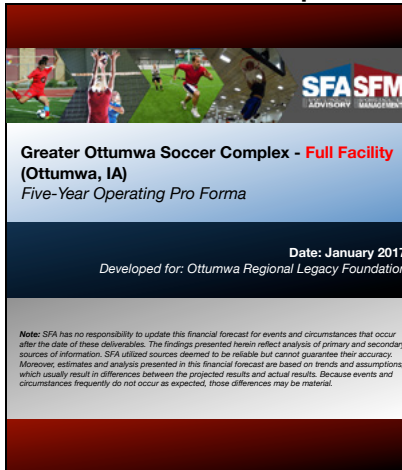 SFA SFM
ADVISORY MANAGEMENT
Greater Ottumwa Soccer Complex - Full Facility
(Ottumwa, IA)
Five-Year Operating Pro Forma
Date: January 2017
Developed for: Ottumwa Regional Legacy Foundation
Note: SFA has no responsibility to update this financial forecast for events and circumstances that occur
after the date of these deliverables. The findings presented herein reflect analysis of primary and secondary
sources of information. SFA utilized sources deemed to be reliable but cannot guarantee their accuracy.
Moreover, estimates and analysis presented in this financial forecast are based on trends and assumptions,
which usually result in differences between the projected results and actual results. Because events and
circumstances frequently do not occur as expected, those differences may be material.